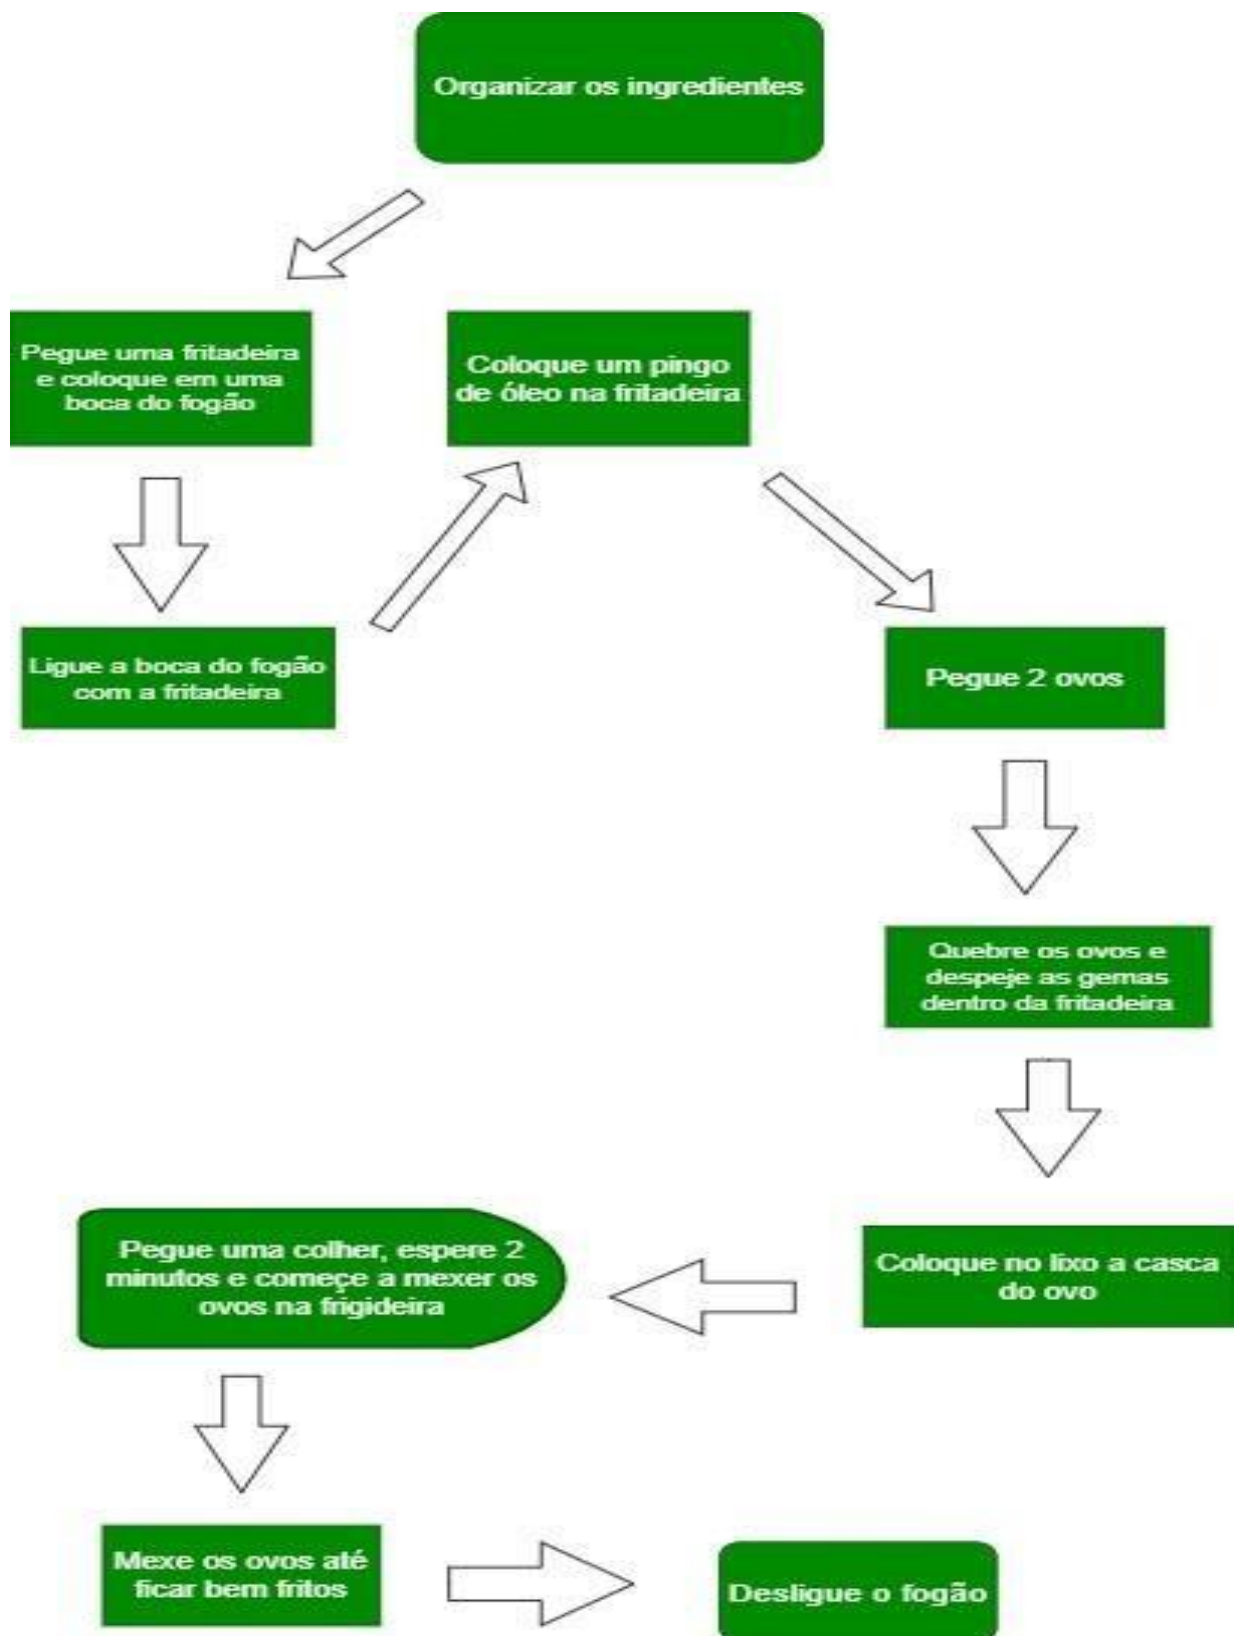 Organizar os ingredientes
Pegue uma fritadeira
e coloque em uma
boca do fogão
Ligue a boca do fogão
com a fritadeira
Coloque um pingo
de óleo na fritadeira
Pegue 2 ovos
Quebre os ovos e
despeje as gemas
dentro da fritadeira
Coloque no lixo a casca
do ovo
Pegue uma colher, espere 2
minutos e começe a mexer os
ovos na frigideira
Mexe os ovos até
ficar bem fritos
Desligue o fogão